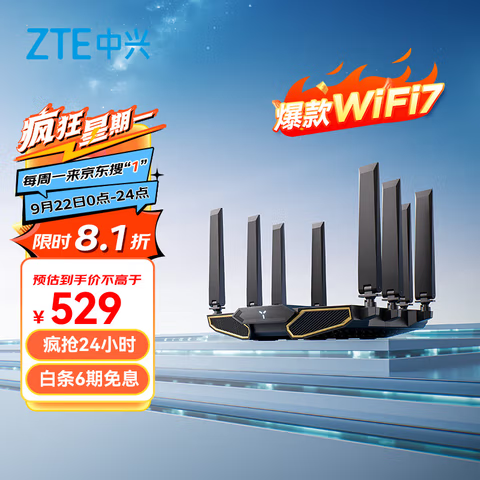 ZTE中兴
爆款WiFi7
疯狂星期一
每周一来京东搜“1”
9月22日0点-24点
限时8.1折
预估到手价不高于
¥529
疯抢24小时
白条6期免息